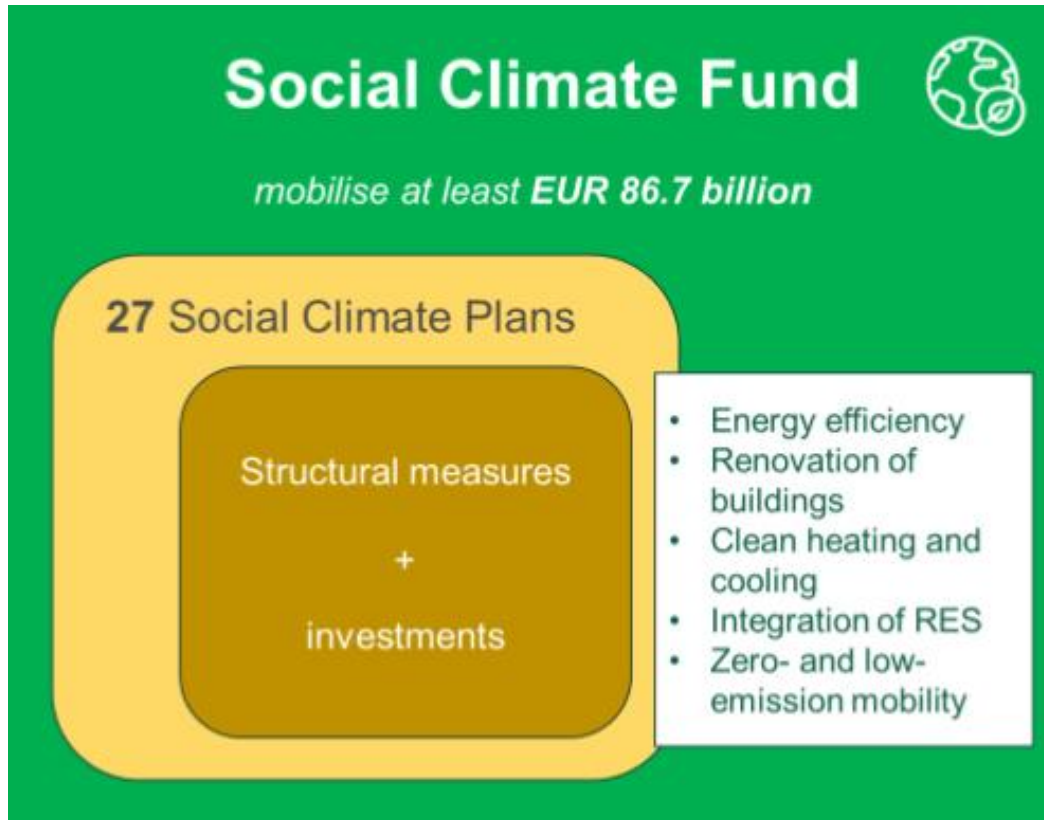 Social Climate Fund
mobilise at least EUR 86.7 billion
27 Social Climate Plans
Structural measures
+
investments
• Energy efficiency
• Renovation of
buildings
• Clean heating and
cooling
• Integration of RES
• Zero- and low-
emission mobility